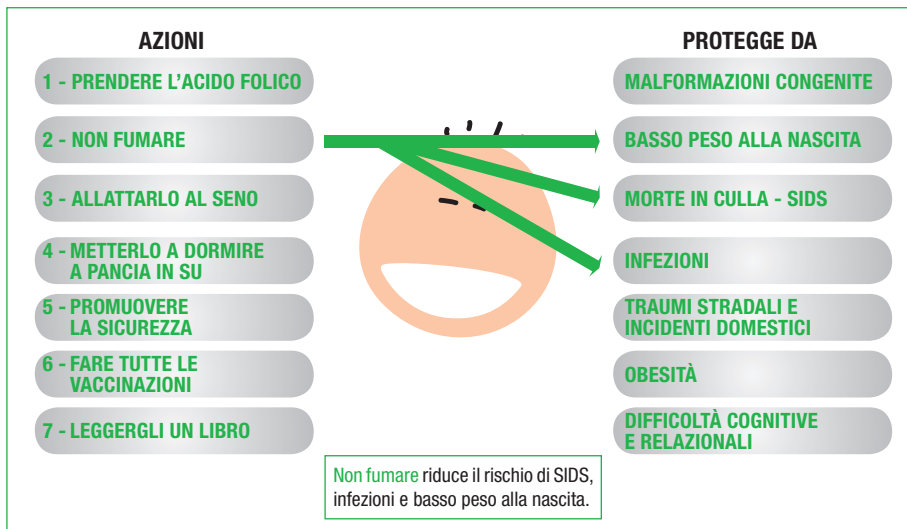 AZIONI
1 - PRENDERE L'ACIDO FOLICO
2 - NON FUMARE
3 - ALLATTARLO AL SENO
4 - METTERLO A DORMIRE
A PANCIA IN SU
5 - PROMUOVERE
LA SICUREZZA
6 - FARE TUTTE LE
VACCINAZIONI
7 - LEGGERGLI UN LIBRO
PROTEGGE DA
MALFORMAZIONI CONGENITE
BASSO PESO ALLA NASCITA
MORTE IN CULLA - SIDS
INFEZIONI
TRAUMI STRADALI E
INCIDENTI DOMESTICI
OBESITÀ
DIFFICOLTÀ COGNITIVE
E RELAZIONALI
Non fumare riduce il rischio di SIDS,
infezioni e basso peso alla nascita.